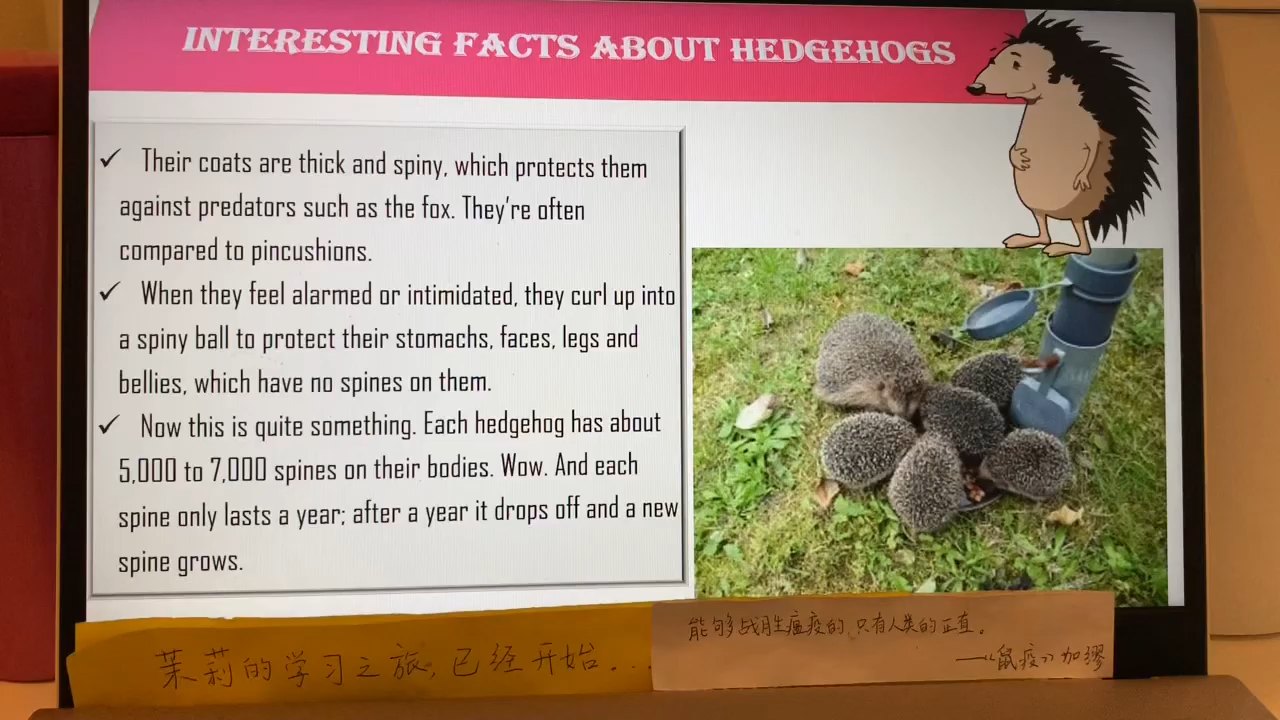 INTERESTING FACTS ABOUT HEDGEHOGS
✓ Their coats are thick and spiny, which protects them
against predators such as the fox. They're often
compared to pincushions.
✓ When they feel alarmed or intimidated, they curl up into
a spiny ball to protect their stomachs, faces, legs and
bellies, which have no spines on them.
✓ Now this is quite something. Each hedgehog has about
5,000 to 7,000 spines on their bodies. Wow. And each
spine only lasts a year; after a year it drops off and a new
spine grows.
茉莉的学习之旅,已经开始...
能够战胜瘟疫的,只有人类的正直。
——《鼠疫》加缪